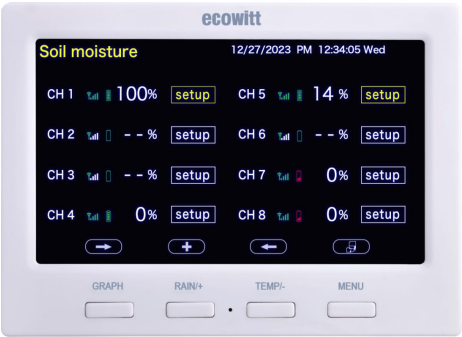 ecowitt
Soil moisture 12/27/2023 PM 12:34:05 Wed
CH 1 100% setup CH 5 14 % setup
CH 2 - - % setup CH 6 - - % setup
CH 3 - - % setup CH 7 0% setup
CH 4 0% setup CH 8 0% setup
GRAPH RAIN/+ TEMP/- MENU